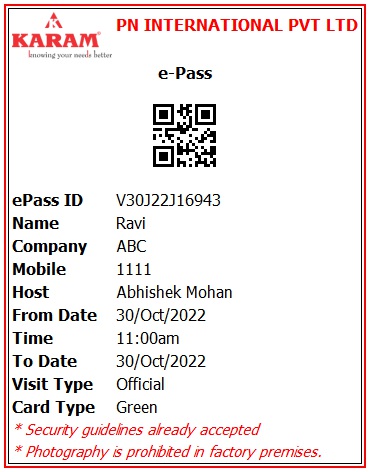 PN INTERNATIONAL PVT LTD
KARAM®
knowing your needs better
e-Pass
ePass ID V30J22J16943
Name Ravi
Company ABC
Mobile 1111
Host Abhishek Mohan
From Date 30/Oct/2022
Time 11:00am
To Date 30/Oct/2022
Visit Type Official
Card Type Green
* Security guidelines already accepted
* Photography is prohibited in factory premises.